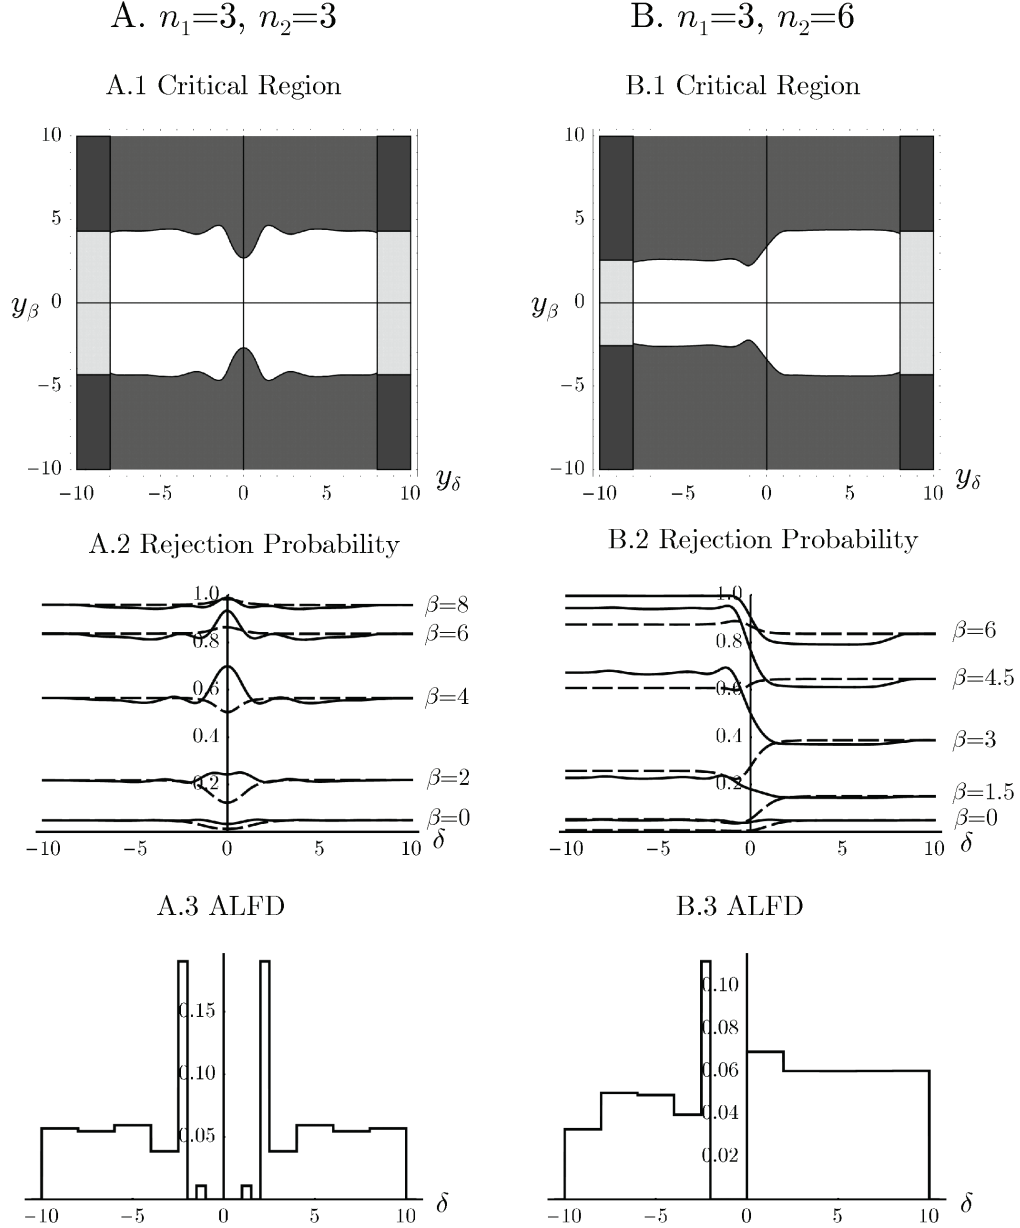 A. n₁=3, n₂=3
B. n₁=3, n₂=6
A.1 Critical Region
B.1 Critical Region
10
5
yβ 0
−5
−10
yδ
−10 −5 0 5 10
10
5
yβ 0
−5
−10
yδ
−10 −5 0 5 10
A.2 Rejection Probability
B.2 Rejection Probability
1.0
0.8
0.6
0.4
0.2
β=8
β=6
β=4
β=2
β=0
δ
−10 −5 0 5 10
1.0
0.8
0.6
0.4
0.2
β=6
β=4.5
β=3
β=1.5
β=0
δ
−10 −5 0 5 10
A.3 ALFD
B.3 ALFD
0.15
0.10
0.05
δ
−10 −5 0 5 10
0.10
0.08
0.06
0.04
0.02
δ
−10 −5 0 5 10